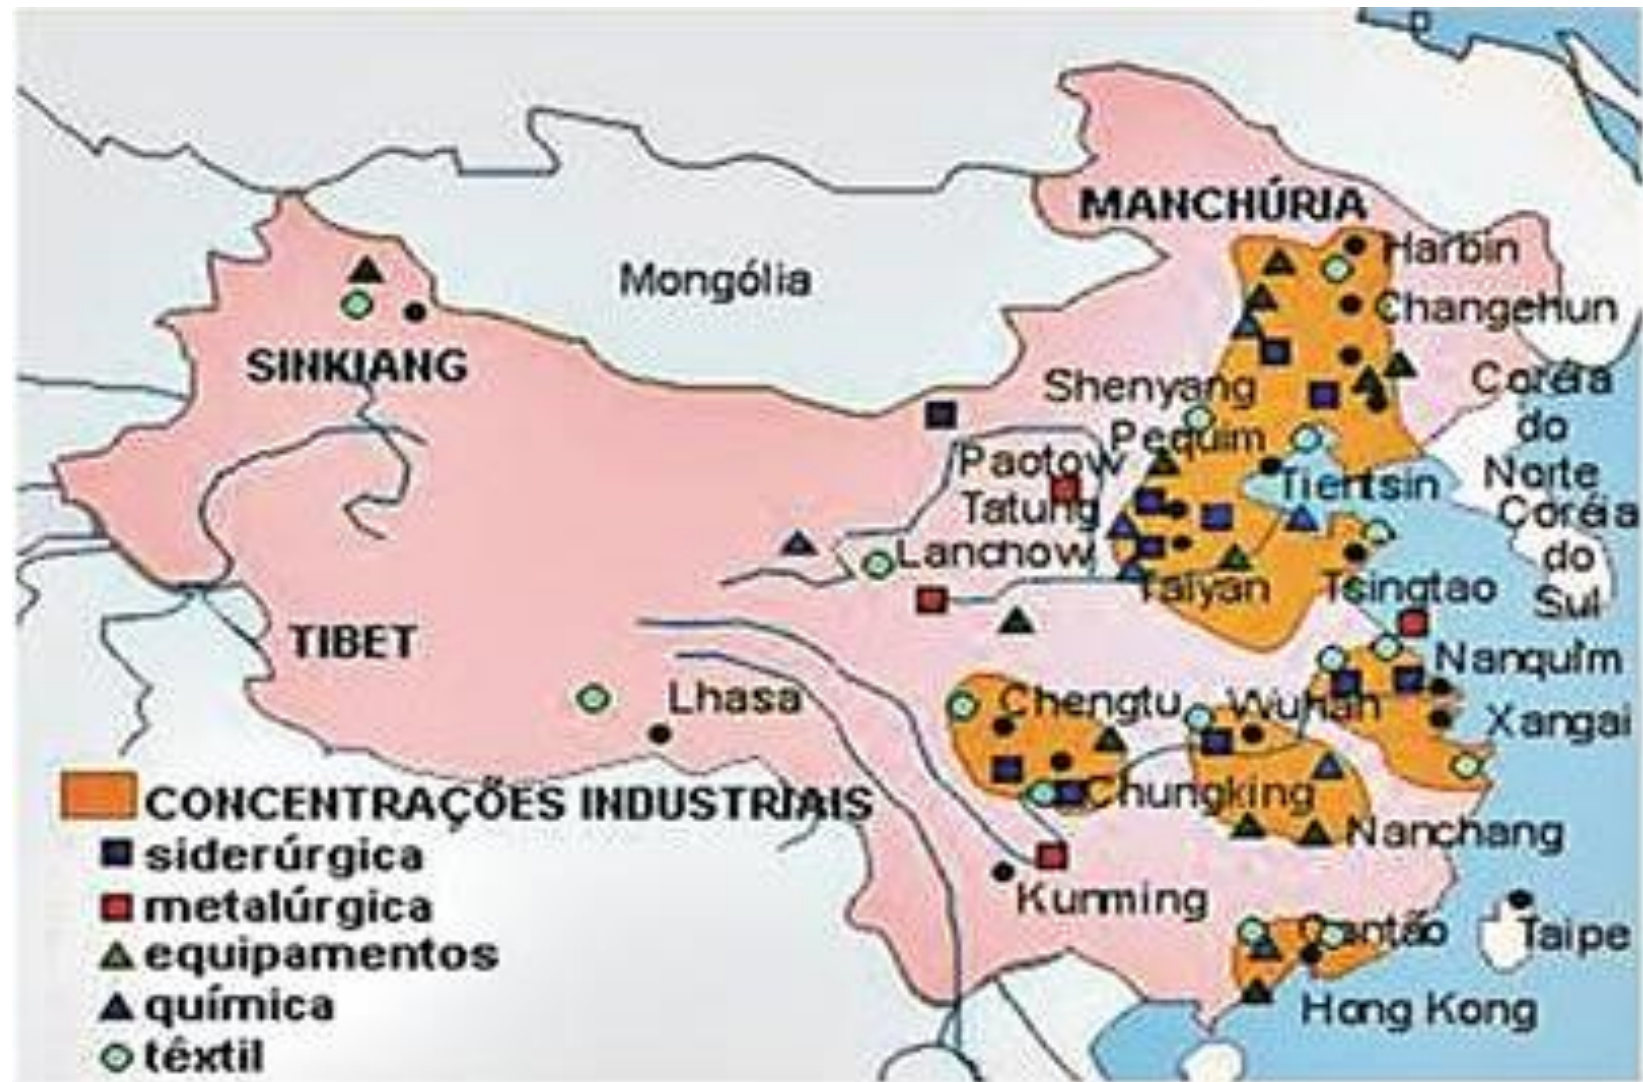 MANCHÚRIA
Harbin
Mongólia
Changehun
SINKIANG
Shenyang
Coréia
do
Norte
Pequim
Paotow
Tientsin
Tatung
Coréia
do
Sul
Lanchow
Taiyan
Tsingtao
TIBET
Nanquim
Lhasa
Chengtu
Wuhan
Xangai
CONCENTRAÇÕES INDUSTRIAIS
Chungking
siderúrgica
Nanchang
metalúrgica
Kunming
Cantão
Taipe
equipamentos
química
Hong Kong
têxtil